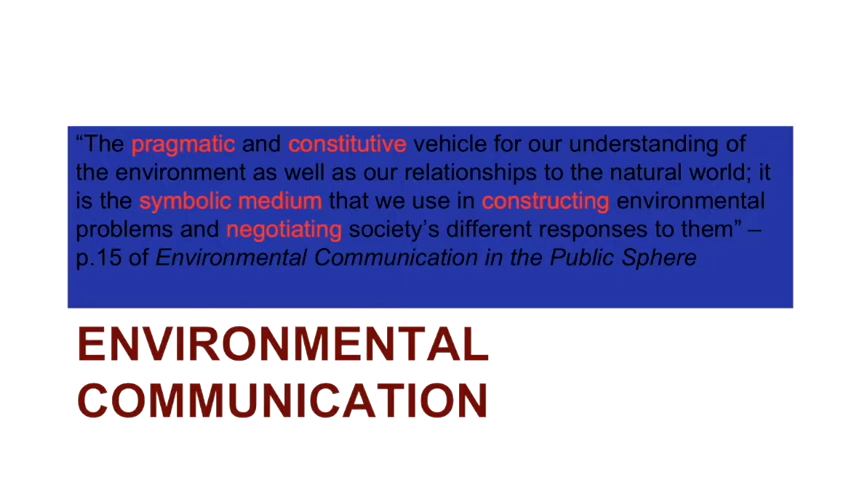 “The pragmatic and constitutive vehicle for our understanding of
the environment as well as our relationships to the natural world; it
is the symbolic medium that we use in constructing environmental
problems and negotiating society’s different responses to them” –
p.15 of Environmental Communication in the Public Sphere
ENVIRONMENTAL
COMMUNICATION